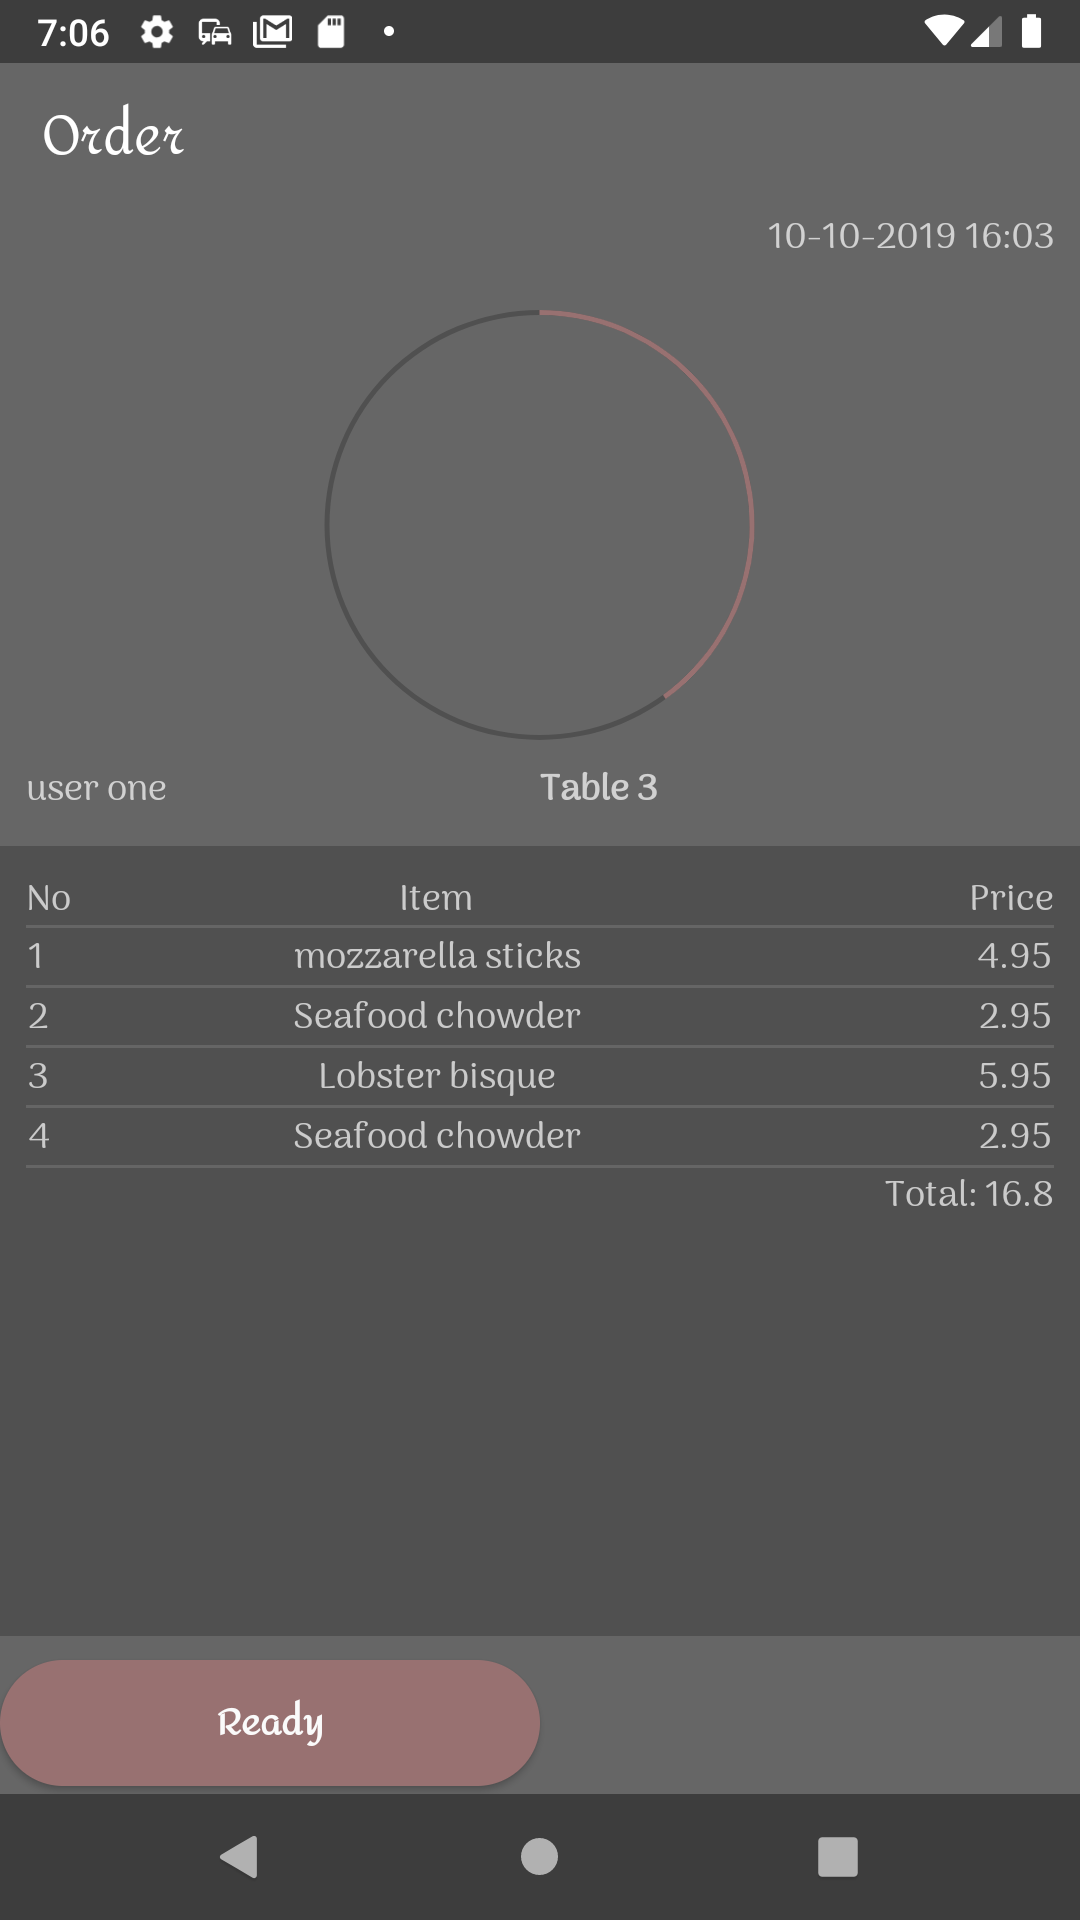 7:06
Order
10-10-2019 16:03
user one Table 3
No Item Price
1 mozzarella sticks 4.95
2 Seafood chowder 2.95
3 Lobster bisque 5.95
4 Seafood chowder 2.95
Total: 16.8
Ready